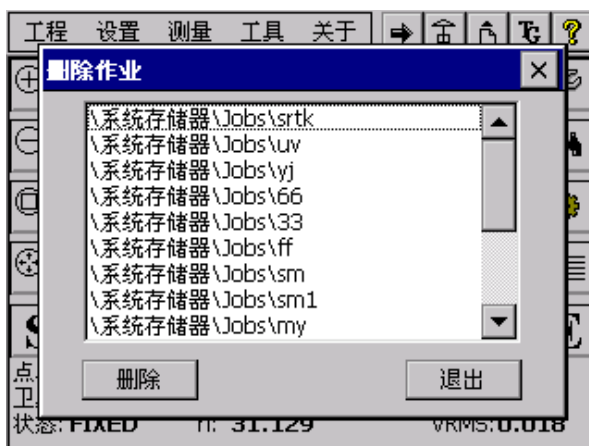 工程 设置 测量 工具 关于
删除作业
\系统存储器\Jobs\srtk
\系统存储器\Jobs\uv
\系统存储器\Jobs\yj
\系统存储器\Jobs\66
\系统存储器\Jobs\33
\系统存储器\Jobs\ff
\系统存储器\Jobs\sm
\系统存储器\Jobs\sm1
\系统存储器\Jobs\my
删除 退出
点
卫
状态: FIXED 31.129 VRMS:0.018